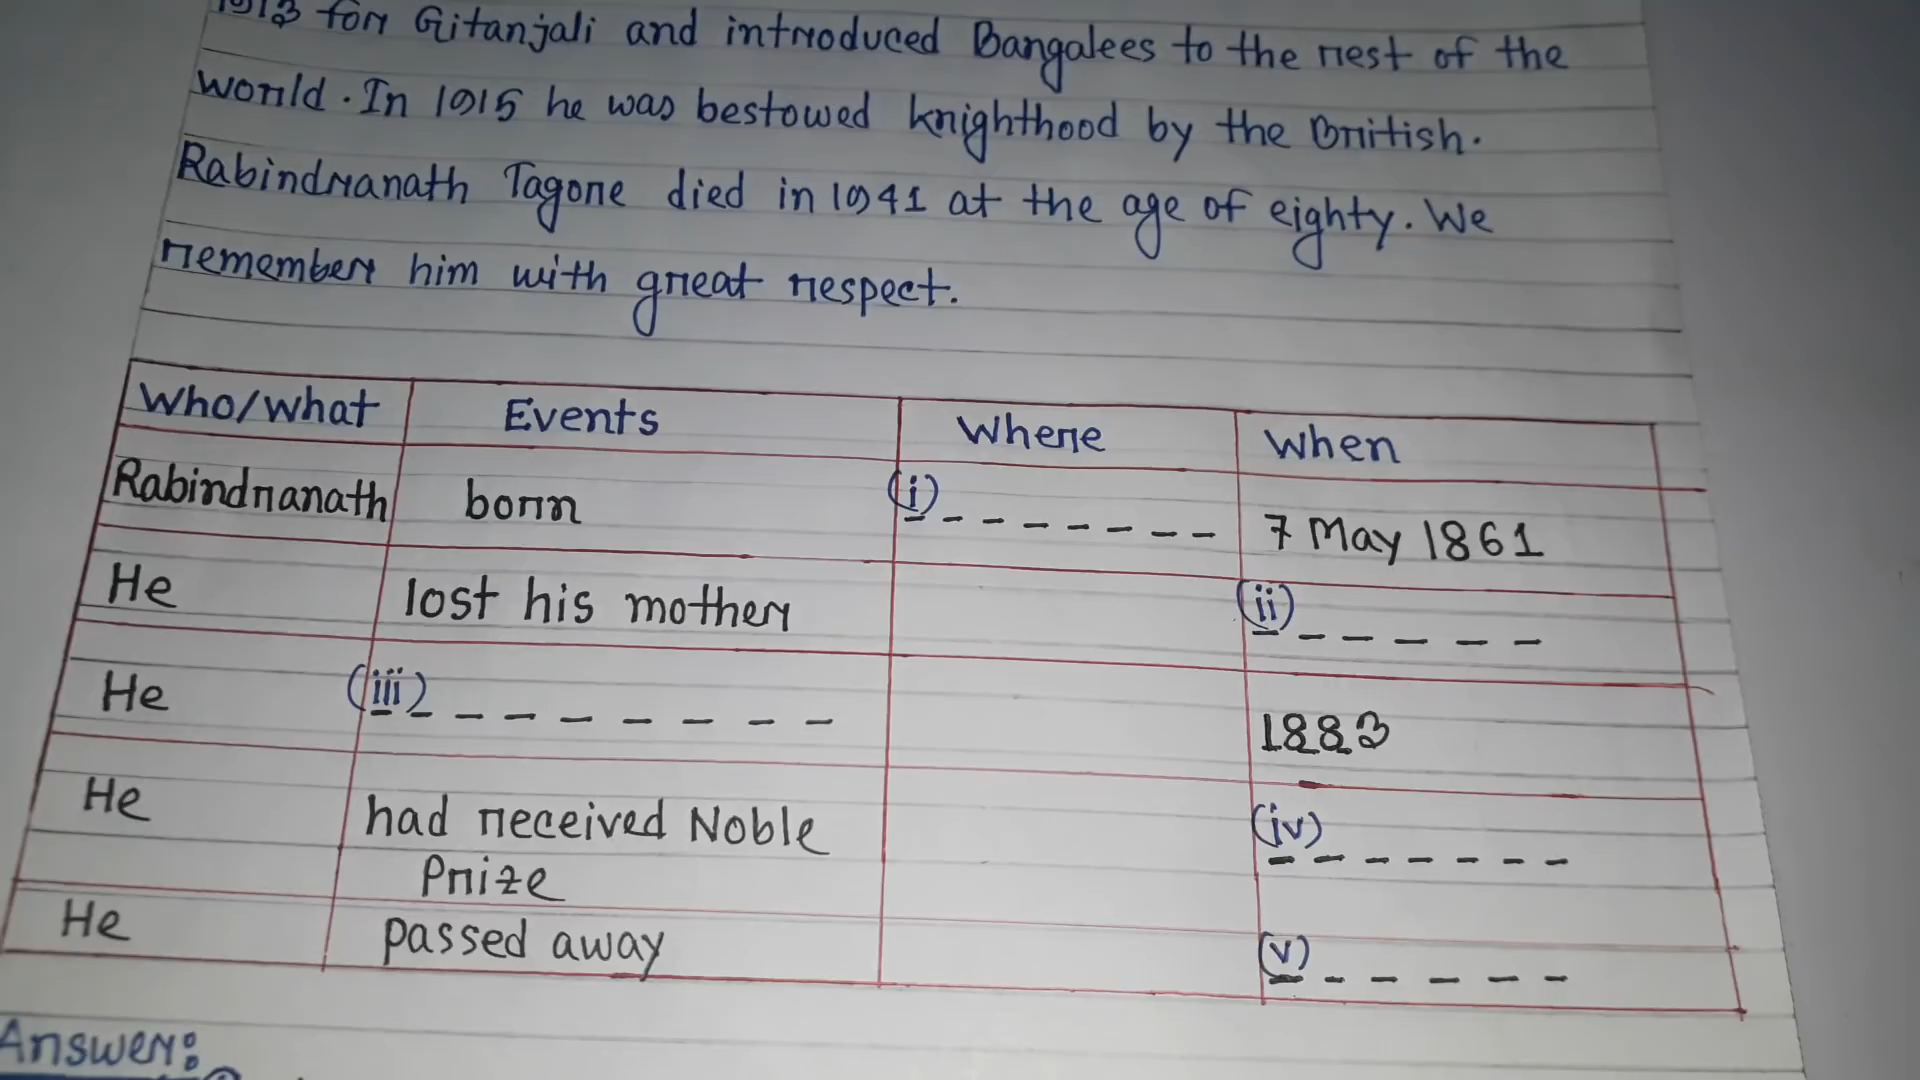 1913 for Gitanjali and introduced Bangalees to the rest of the
world. In 1915 he was bestowed knighthood by the British.
Rabindranath Tagore died in 1941 at the age of eighty. We
remember him with great respect.
Who/what Events Where When
Rabindranath born (i) _ _ _ _ _ _ _ _ 7 May 1861
He lost his mother (ii) _ _ _ _ _ _
He (iii) _ _ _ _ _ _ _ _ _ 1883
He had received Noble (iv) _ _ _ _ _ _ _
Prize
He passed away (v) _ _ _ _ _ _
Answer: